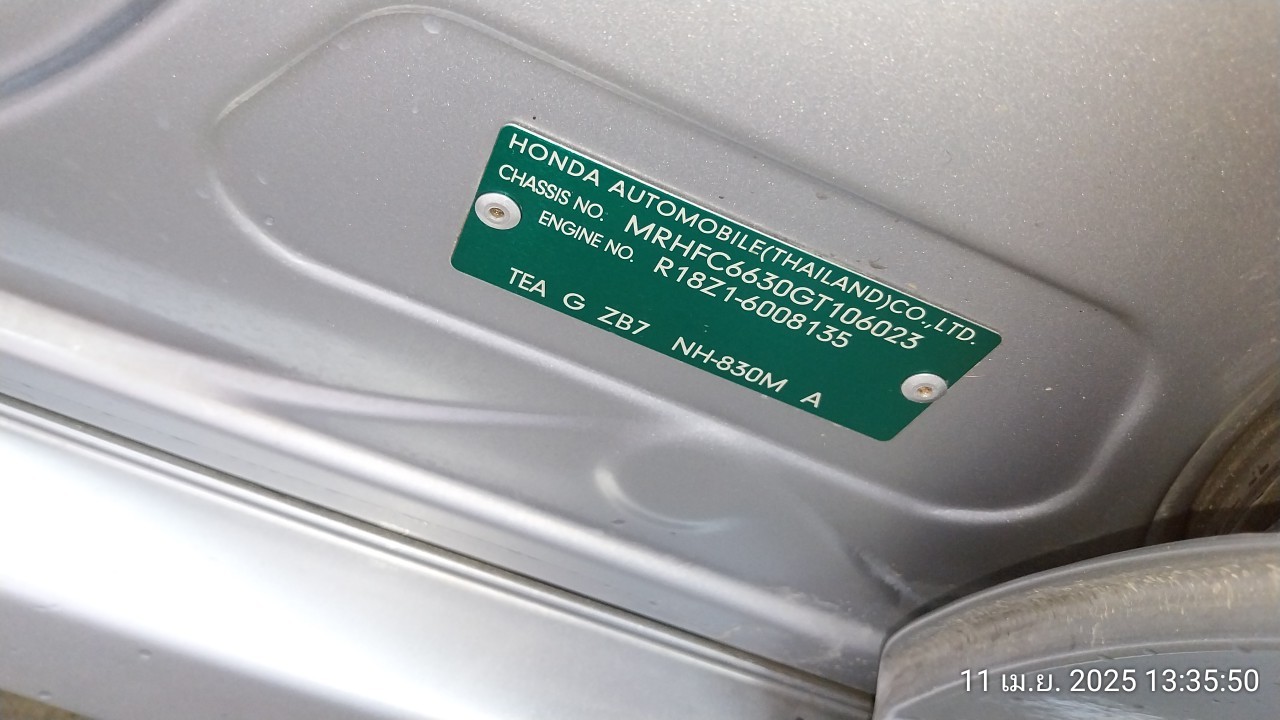 HONDA AUTOMOBILE(THAILAND)CO.,LTD.
CHASSIS NO. MRHFC6630GT106023
ENGINE NO. R18Z1-6008135
TEA G ZB7 NH-830M A
11 เม.ย. 2025 13:35:50